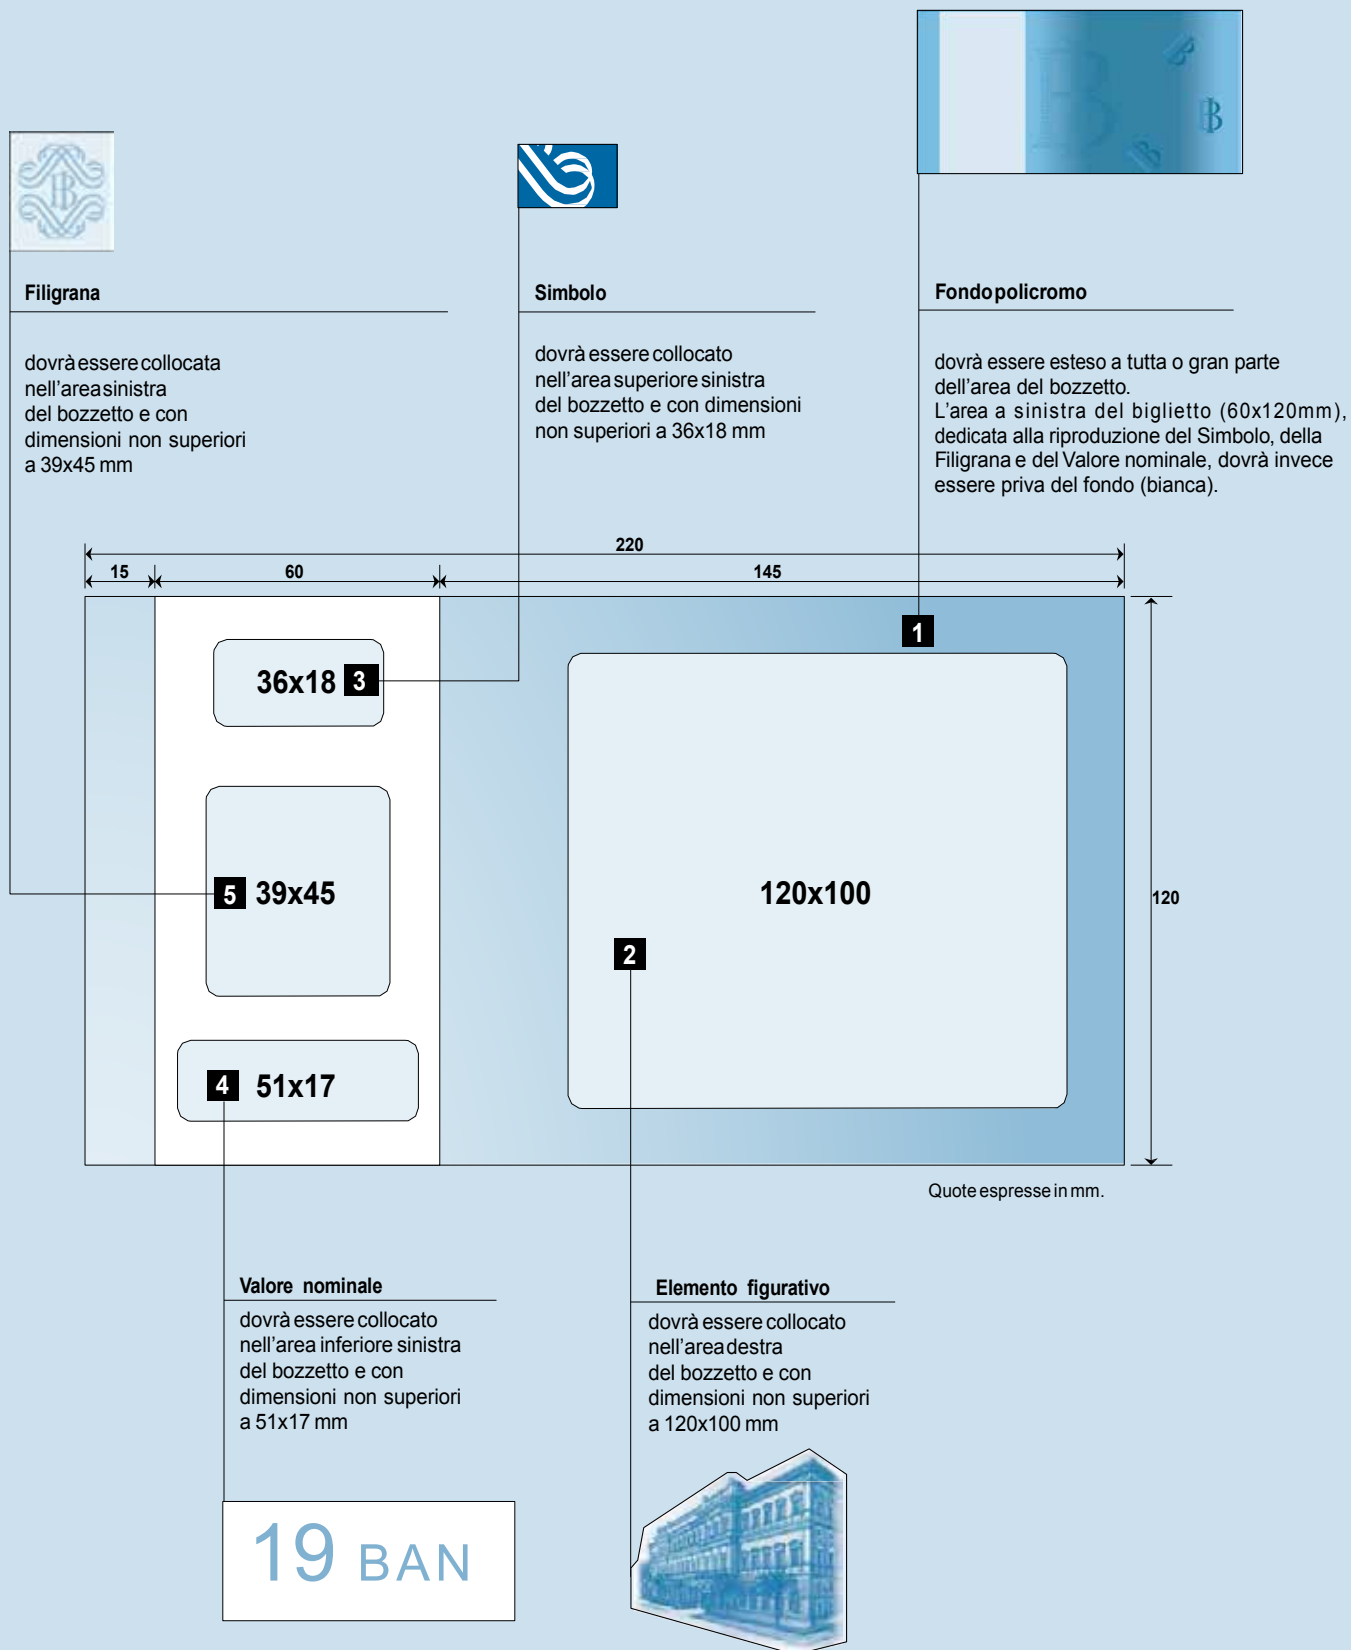 Filigrana
dovrà essere collocata
nell'area sinistra
del bozzetto e con
dimensioni non superiori
a 39x45 mm
Simbolo
dovrà essere collocato
nell'area superiore sinistra
del bozzetto e con dimensioni
non superiori a 36x18 mm
Fondo policromo
dovrà essere esteso a tutta o gran parte
dell'area del bozzetto.
L'area a sinistra del biglietto (60x120mm),
dedicata alla riproduzione del Simbolo, della
Filigrana e del Valore nominale, dovrà invece
essere priva del fondo (bianca).
220
15 60 145
1
36x18 3
5 39x45
120x100
120
2
4 51x17
Quote espresse in mm.
Valore nominale
dovrà essere collocato
nell'area inferiore sinistra
del bozzetto e con
dimensioni non superiori
a 51x17 mm
Elemento figurativo
dovrà essere collocato
nell'area destra
del bozzetto e con
dimensioni non superiori
a 120x100 mm
19 BAN